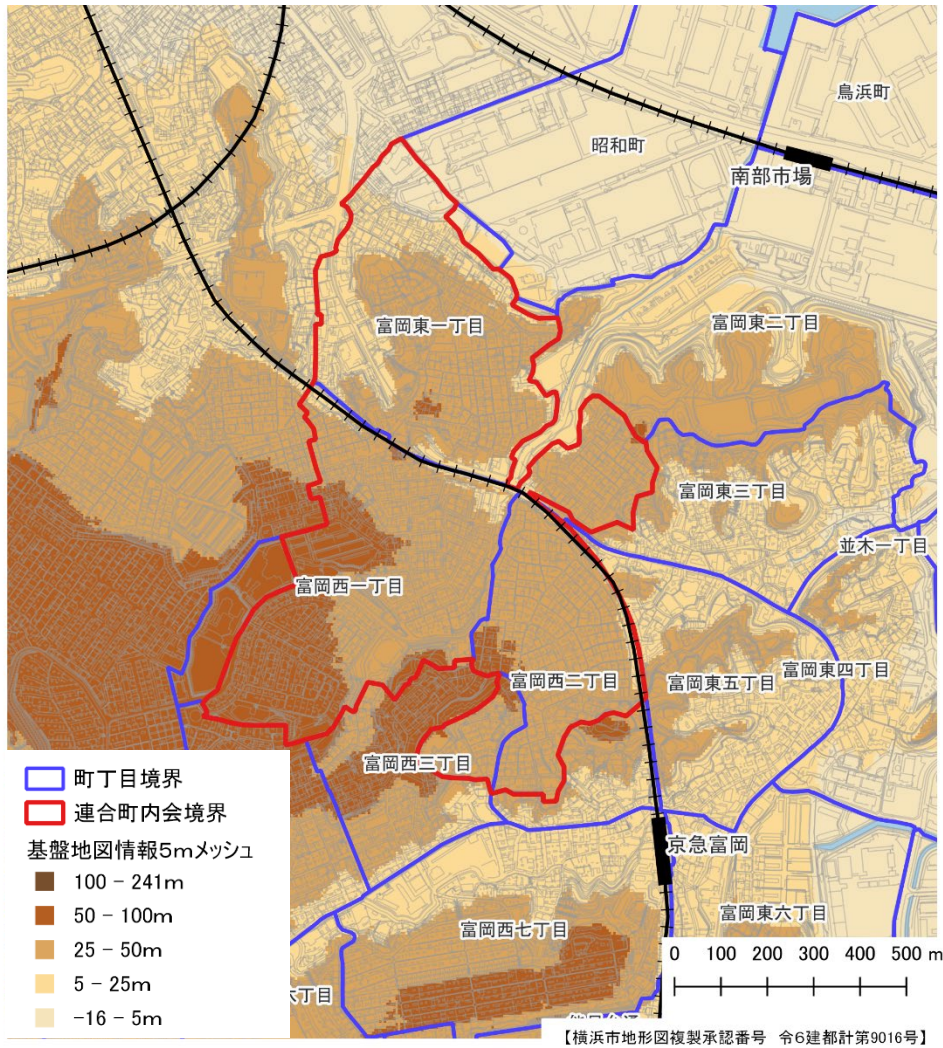 鳥浜町
昭和町
南部市場
富岡東一丁目
富岡東二丁目
富岡東三丁目
並木一丁目
富岡西一丁目
富岡東四丁目
富岡西二丁目
富岡東五丁目
富岡西三丁目
町丁目境界
連合町内会境界
基盤地図情報5mメッシュ
100 - 241m
50 - 100m
25 - 50m
5 - 25m
-16 - 5m
京急富岡
富岡東六丁目
富岡西七丁目
六丁目
0 100 200 300 400 500 m
【横浜市地形図複製承認番号 令6建都計第9016号】